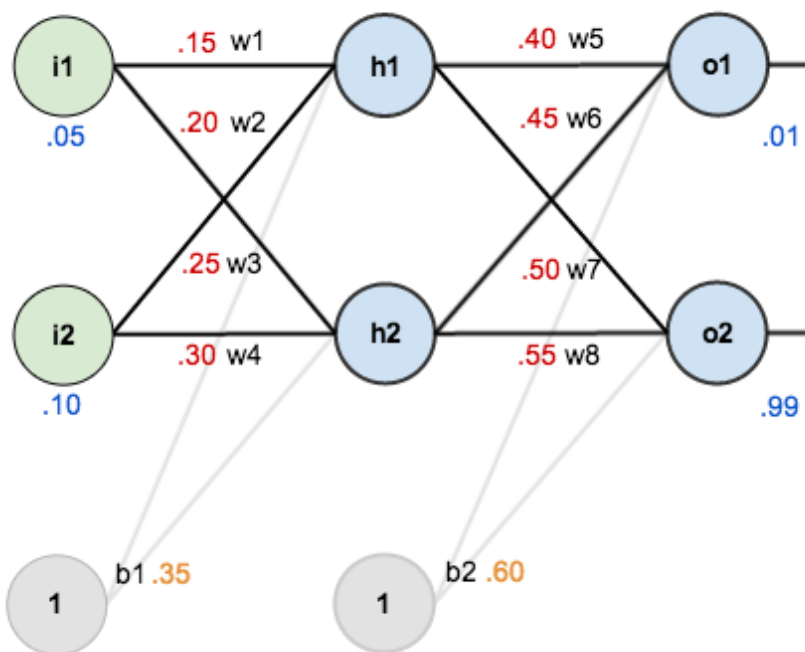 .15 w1
.40 w5
i1
h1
o1
.20 w2
.45 w6
.05
.01
.25 w3
.50 w7
i2
h2
o2
.30 w4
.55 w8
.10
.99
b1 .35
b2 .60
1
1